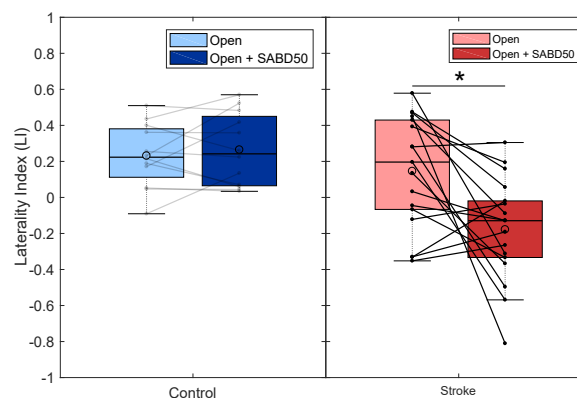 1
0.8
0.6
0.4
0.2
0
-0.2
-0.4
-0.6
-0.8
-1
Laterality Index (LI)
Open
Open + SABD50
Control
Open
Open + SABD50
*
Stroke